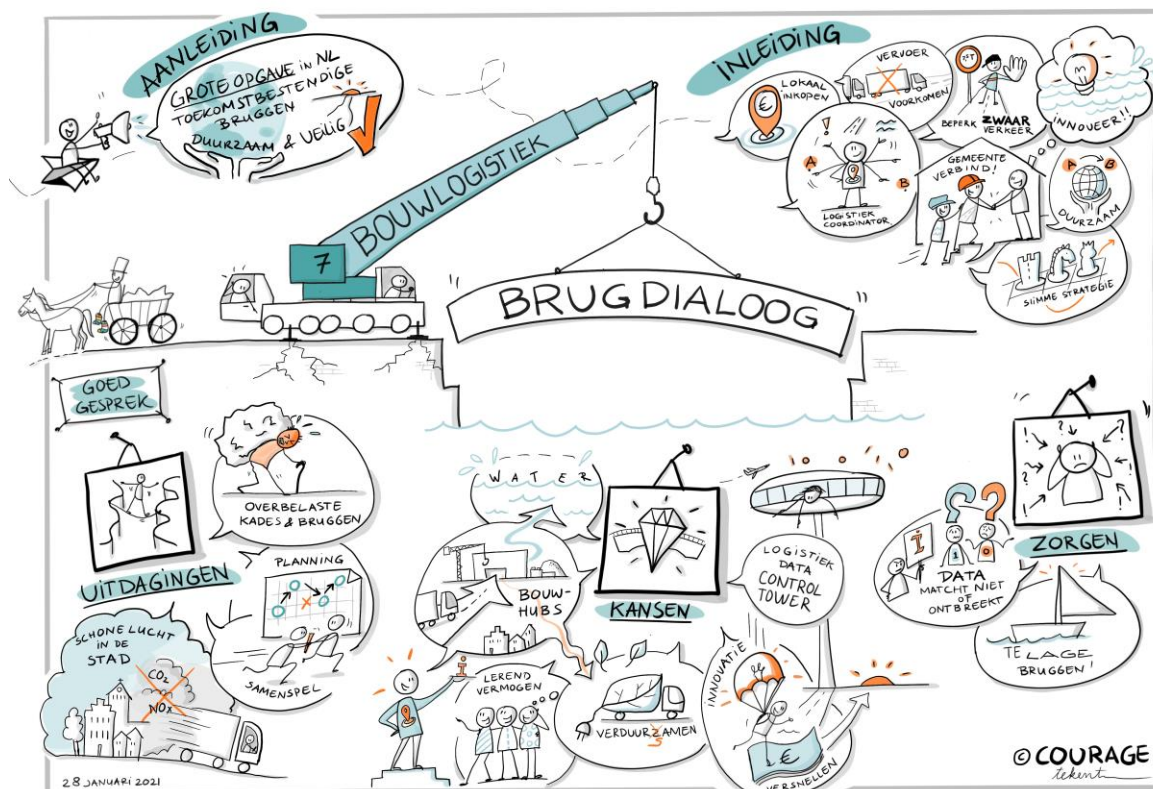 AANLEIDING
GROTE OPGAVE in NL
TOEKOMSTBESTENDIGE
BRUGGEN
DUURZAAM & VEILIG
INLEIDING
LOKAAL
INKOPEN
€
VERVOER
VOORKOMEN
BEPERK ZWAAR
VERKEER
INNOVEER!!
A
B
LOGISTIEK
COORDINATOR
GEMEENTE
VERBIND!
A B
DUURZAAM
SLIMME STRATEGIE
7
BOUWLOGISTIEK
BRUGDIALOOG
GOED
GESPREK
UITDAGINGEN
OVERBELASTE
KADES & BRUGGEN
PLANNING
SAMENSPEL
SCHONE LUCHT
IN DE
STAD
CO2
NOx
28 JANUARI 2021
WATER
BOUW-
HUBS
i
LEREND
VERMOGEN
KANSEN
VERDUURZAMEN
S
LOGISTIEK
DATA
CONTROL
TOWER
INNOVATIE
€
VERSNELLEN
ZORGEN
i
1
0
DATA
MATCHT NIET
OF
ONTBREEKT
TE LAGE
BRUGGEN!
© COURAGE
tekent